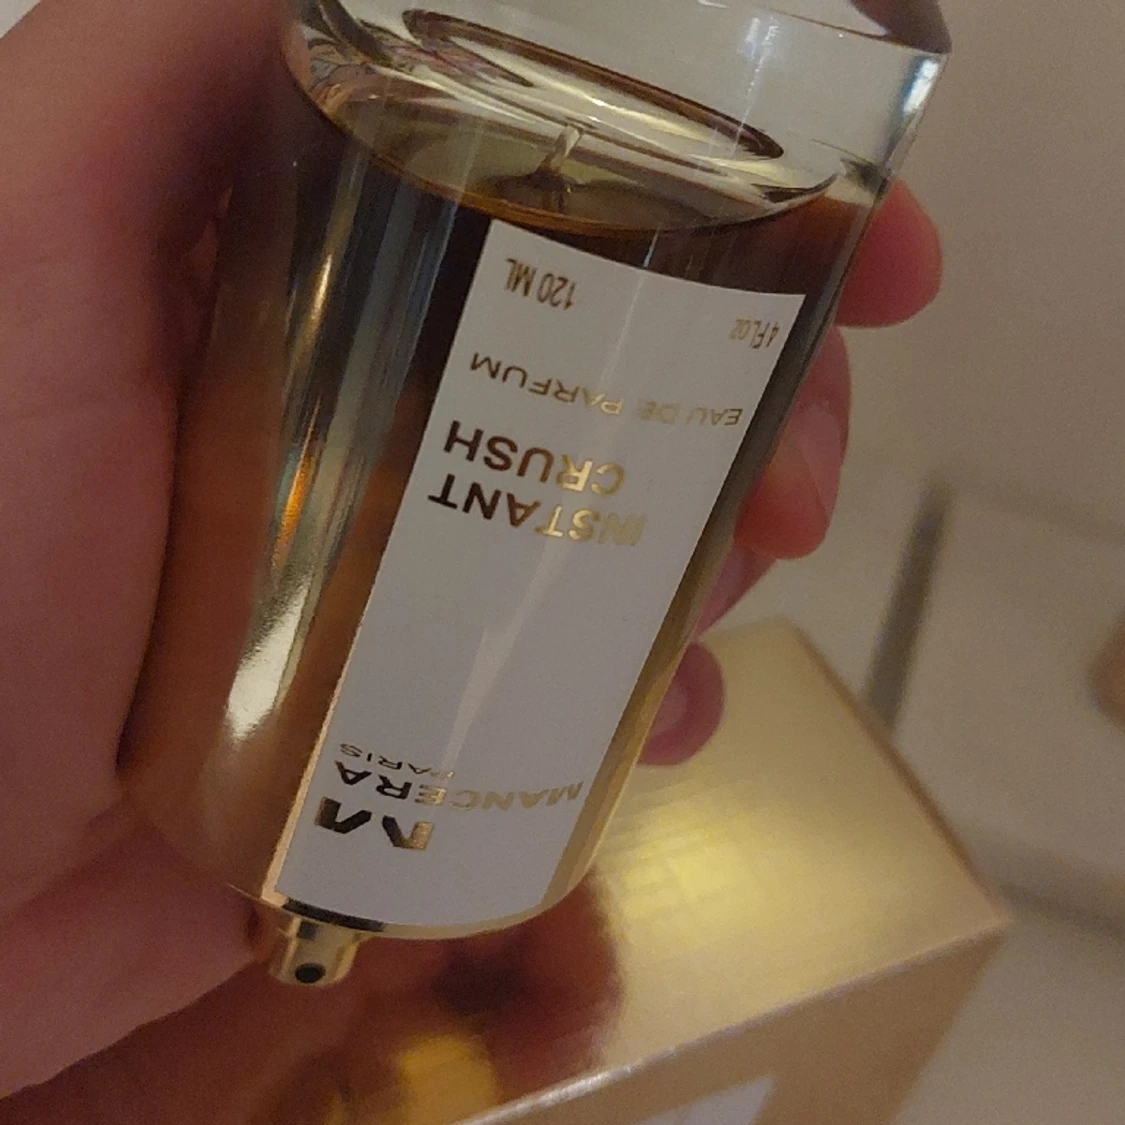 M
MANCERA
PARIS
INSTANT
CRUSH
EAU DE PARFUM
4 Fl.oz 120 ML